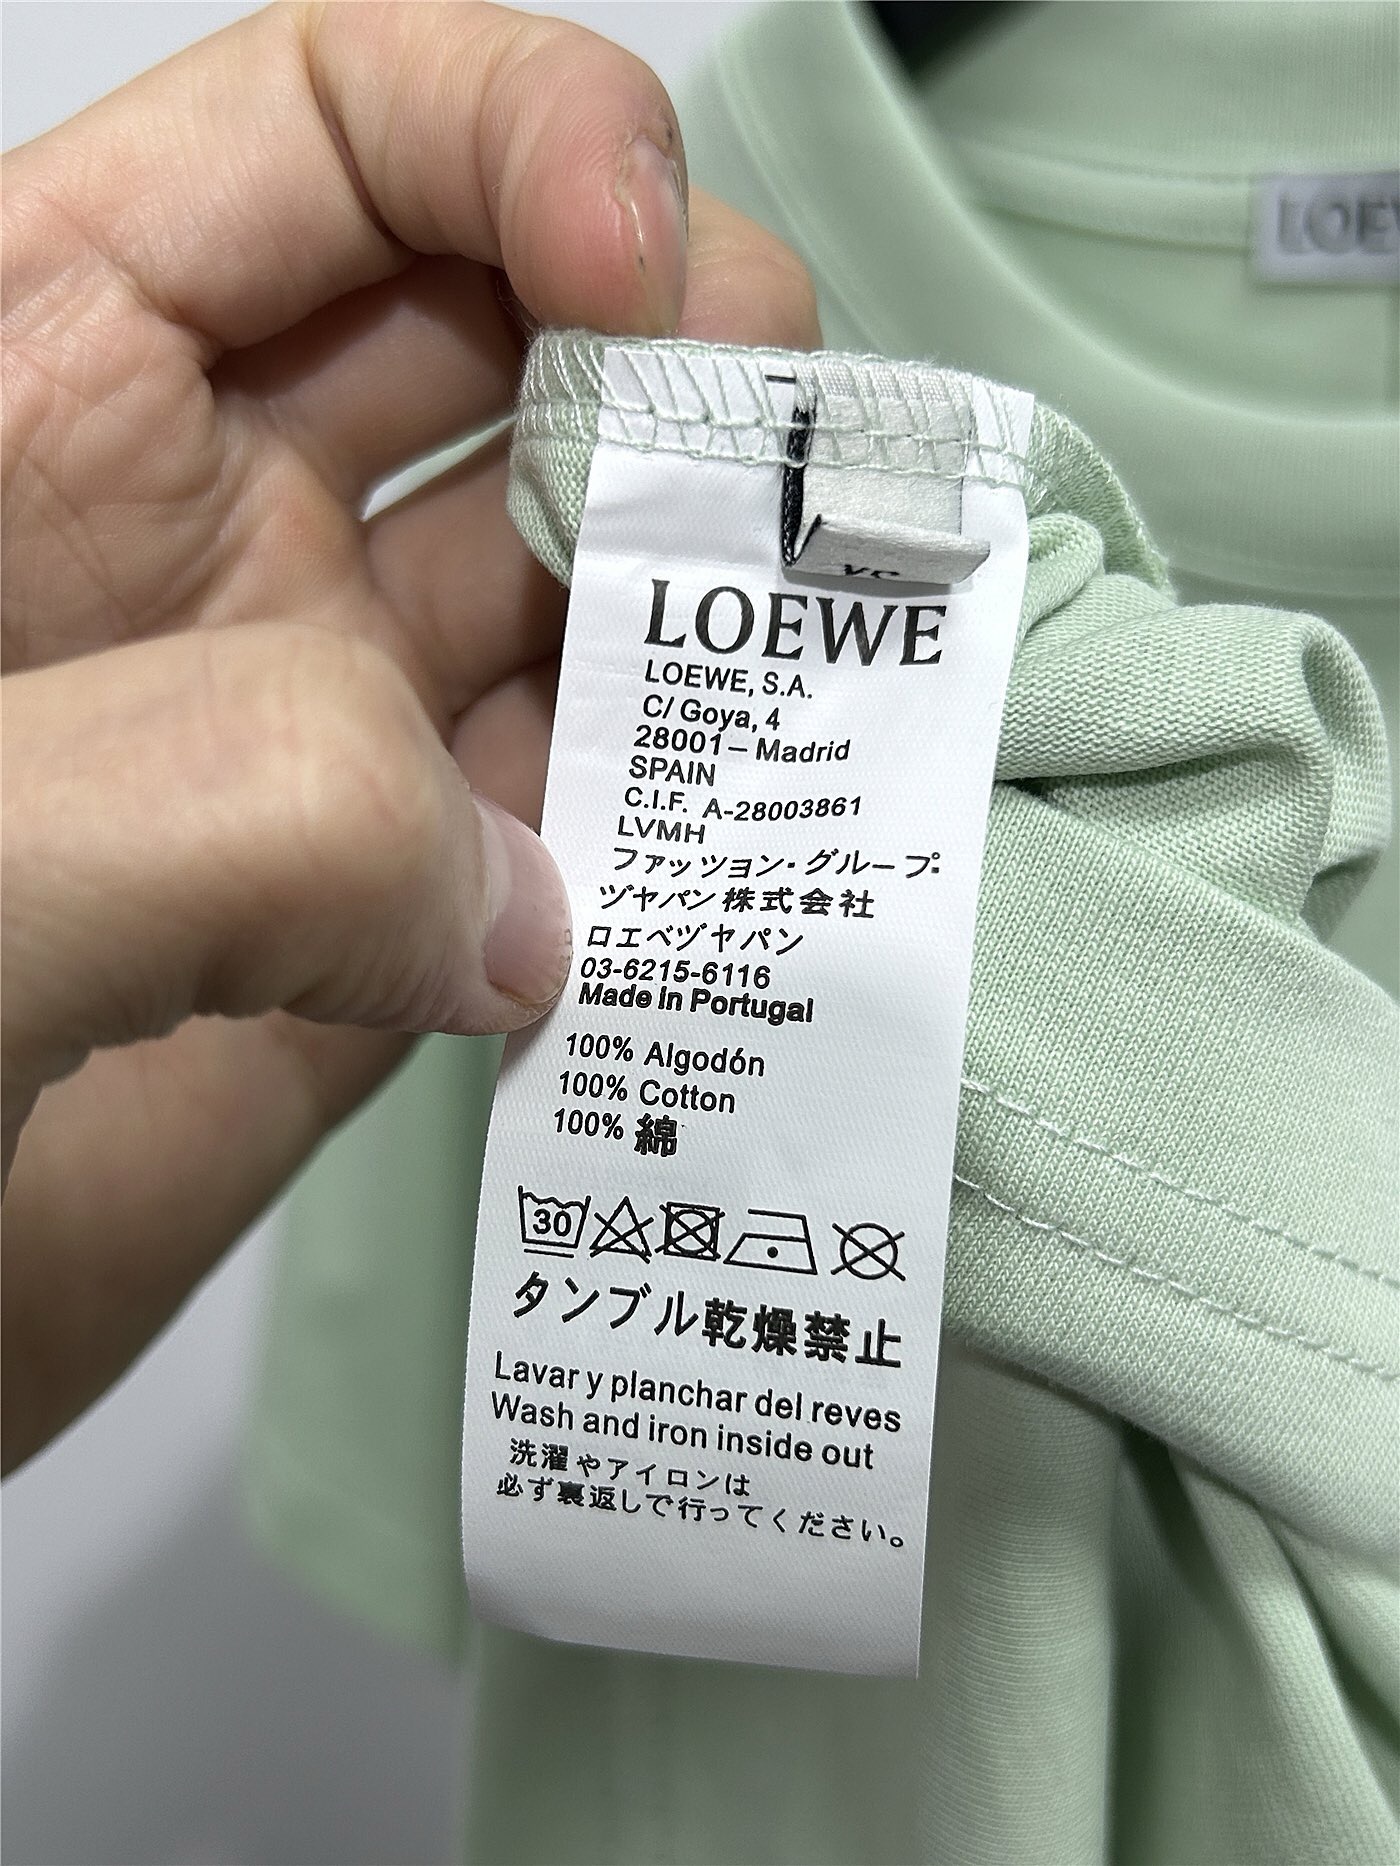 LOEW
XS
LOEWE
LOEWE, S.A.
C/ Goya, 4
28001 – Madrid
SPAIN
C.I.F. A-28003861
LVMH
ファッツョン・グループ・
ヅヤパン株式会社
ロエベヅヤパン
03-6215-6116
Made in Portugal
100% Algodón
100% Cotton
100% 綿
30
タンブル乾燥禁止
Lavar y planchar del reves
Wash and iron inside out
洗濯やアイロンは
必ず裏返しで行ってください。